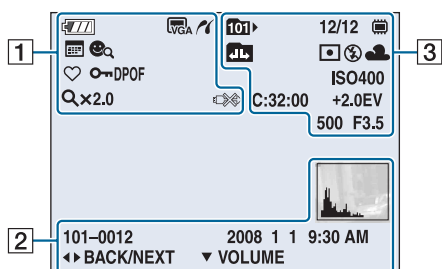 1
VGA 101 12/12 3
DPOF
ISO400
×2.0 C:32:00 +2.0EV
500 F3.5
2
101–0012 2008 1 1 9:30 AM
BACK/NEXT VOLUME